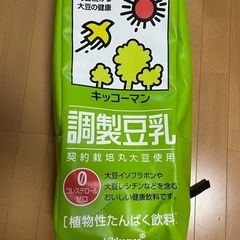 大豆の健康
キッコーマン
調製豆乳
契約栽培丸大豆使用
0
コレステロール
ゼロ
大豆イソフラボンや
大豆レシチンなどを含む
おいしい健康飲料です。
[植物性たんぱく飲料]
kikkoman